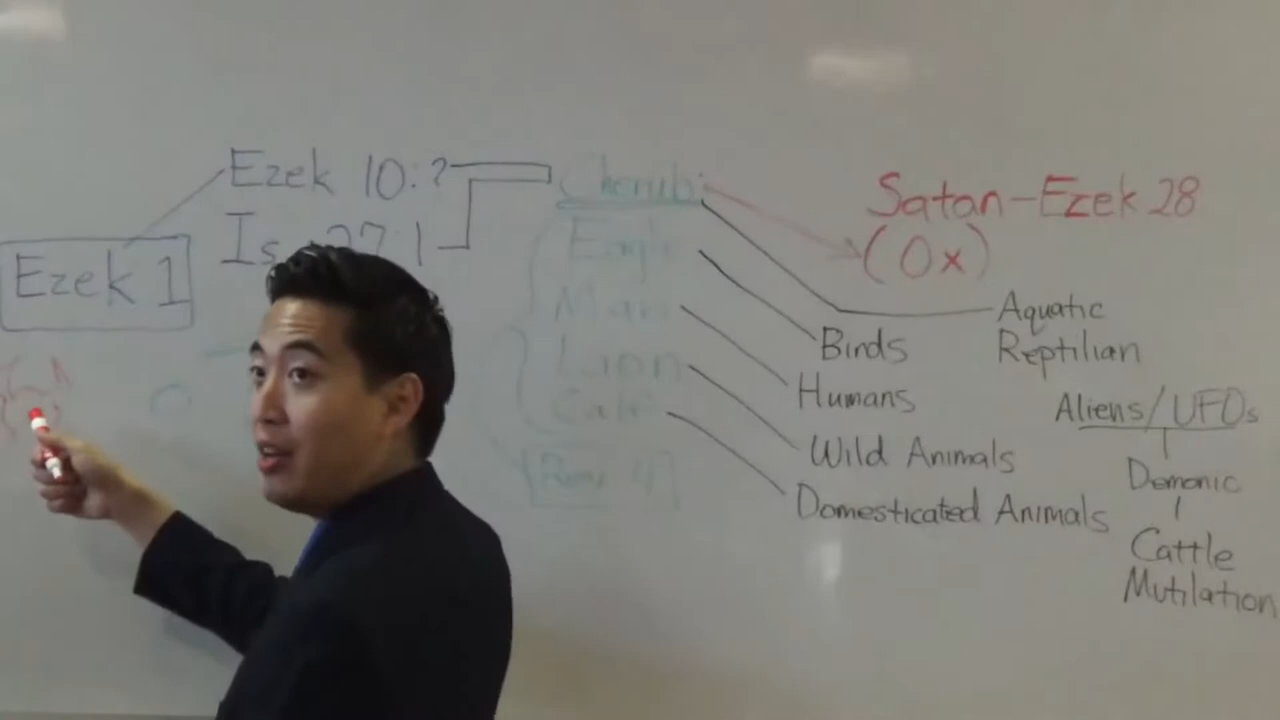 Ezek 10:?
Is 27 1
Ezek 1
Cherub
Eagle
Man
Lion
Calf
[Rev 4]
Satan-Ezek 28
(Ox)
Aquatic
Reptilian
Birds
Humans
Wild Animals
Domesticated Animals
Aliens/UFOs
Demonic
Cattle
Mutilation